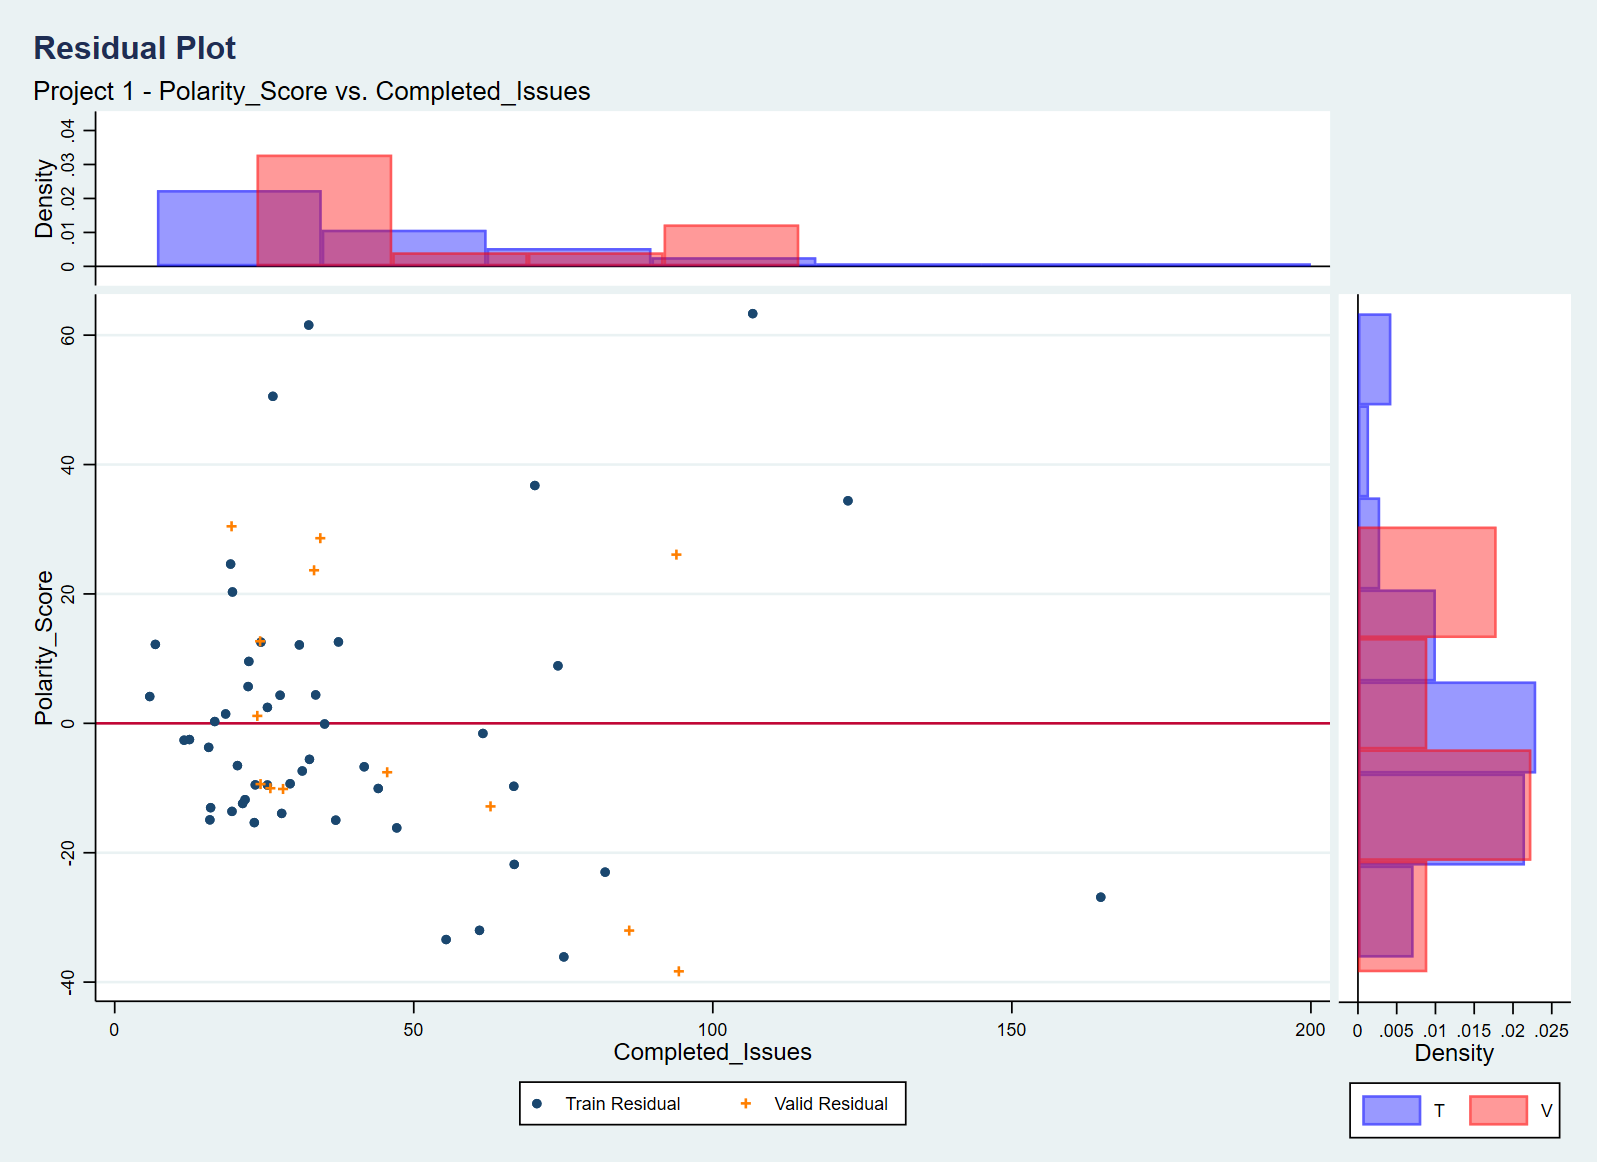 Residual Plot
Project 1 - Polarity_Score vs. Completed_Issues
Density
.04
.03
.02
.01
0
Polarity_Score
60
40
20
0
-20
-40
0 50 100 150 200
Completed_Issues
0 .005 .01 .015 .02 .025
Density
Train Residual Valid Residual
T V